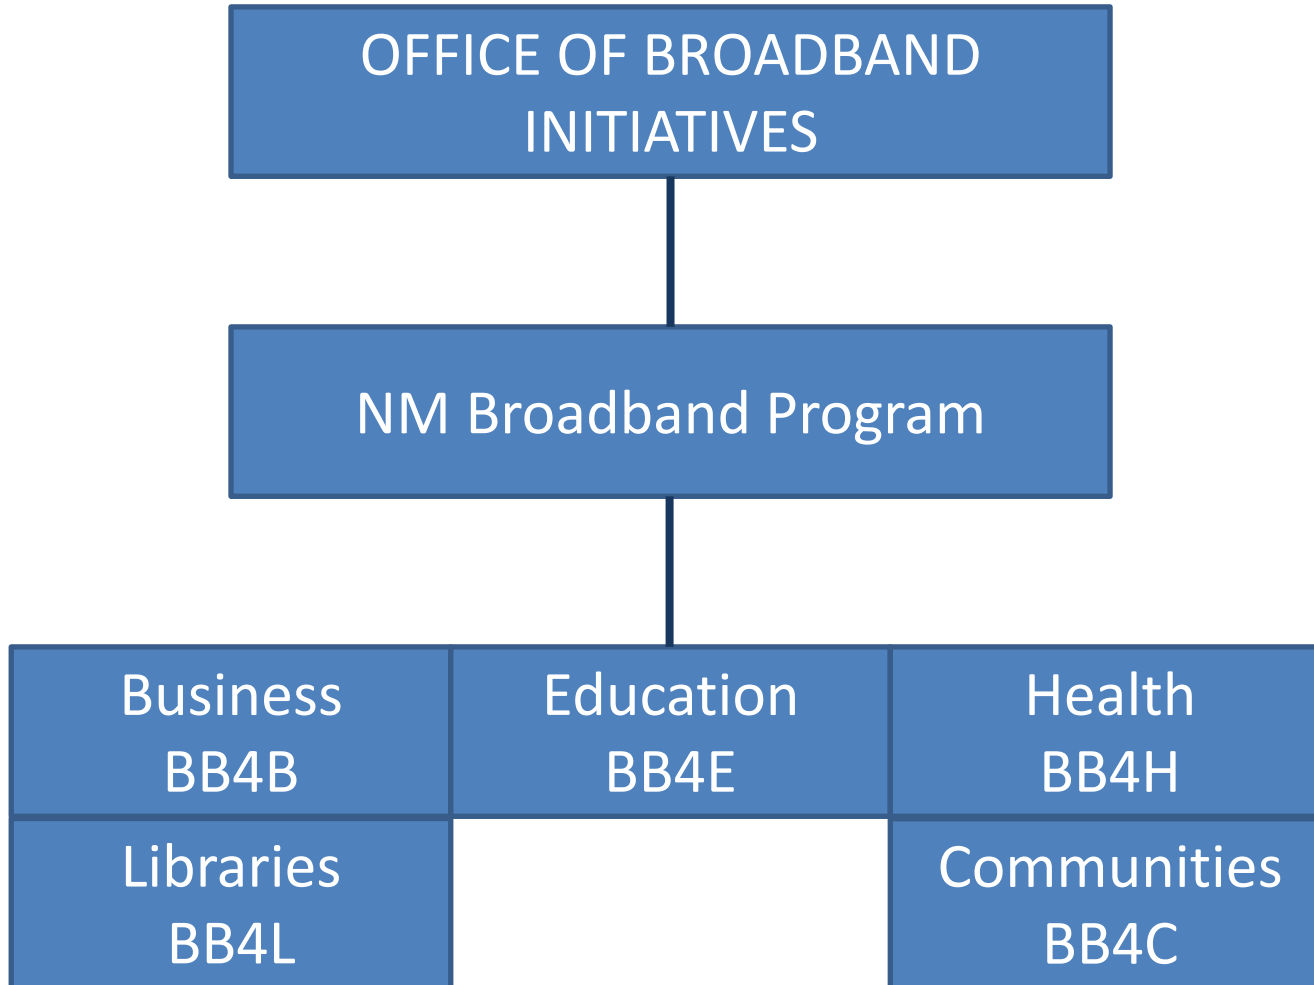 OFFICE OF BROADBAND
INITIATIVES
NM Broadband Program
Business
BB4B
Education
BB4E
Health
BB4H
Libraries
BB4L
Communities
BB4C